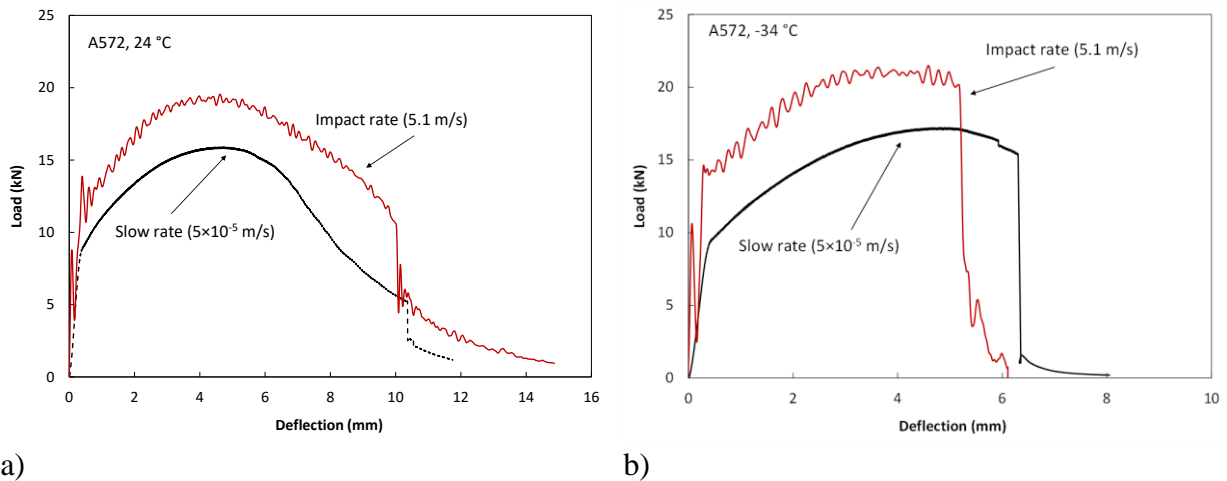 A572, 24 °C
Impact rate (5.1 m/s)
Slow rate (5×10⁻⁵ m/s)
Load (kN)
25
20
15
10
5
0
0 2 4 6 8 10 12 14 16
Deflection (mm)
a)
A572, -34 °C
Impact rate (5.1 m/s)
Slow rate (5×10⁻⁵ m/s)
Load (kN)
25
20
15
10
5
0
0 2 4 6 8 10
Deflection (mm)
b)